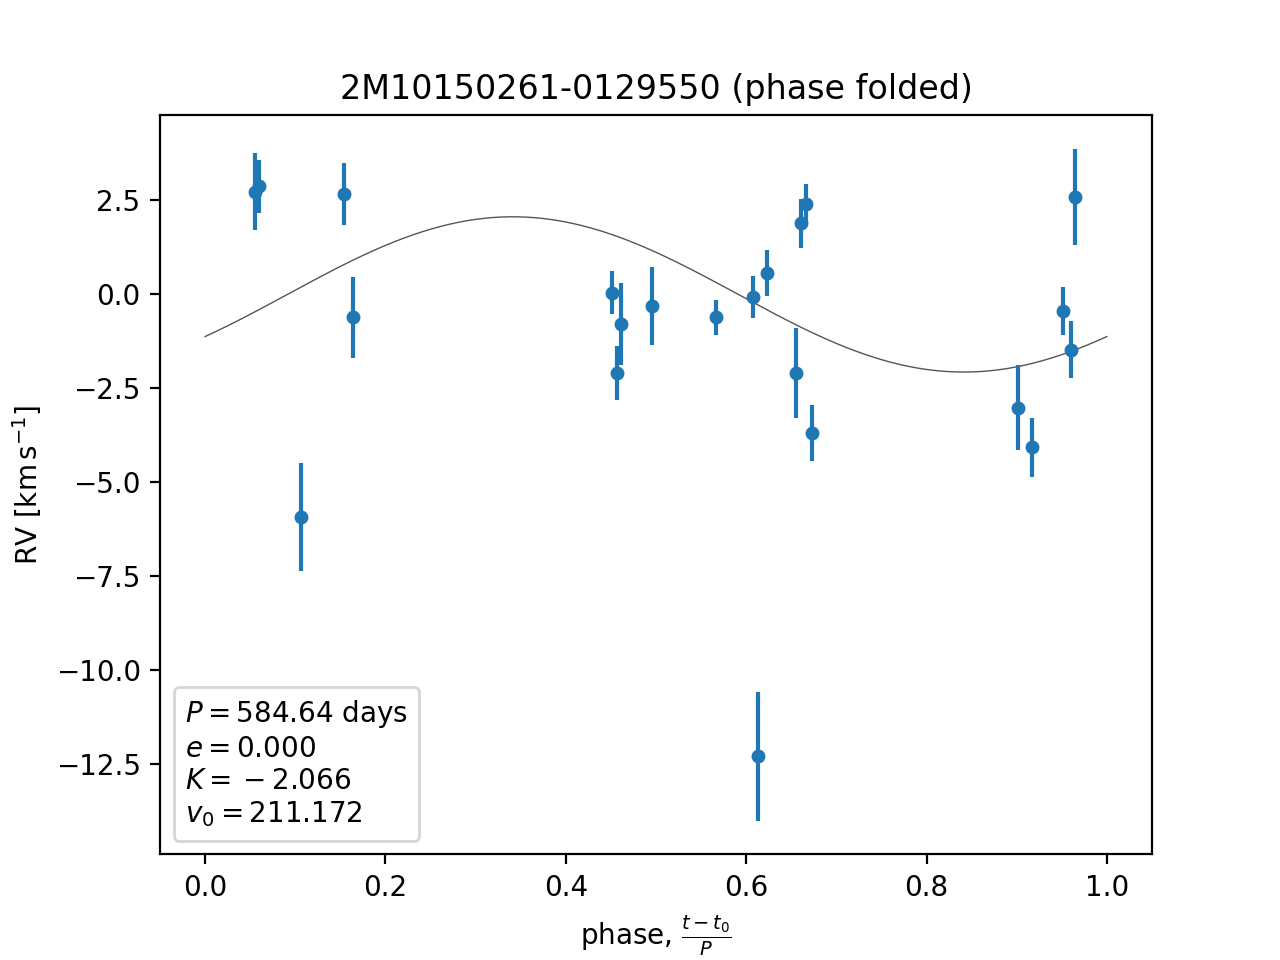 2M10150261-0129550 (phase folded)
RV [km s⁻¹]
2.5
0.0
−2.5
−5.0
−7.5
−10.0
−12.5
P = 584.64 days
e = 0.000
K = −2.066
v₀ = 211.172
0.0 0.2 0.4 0.6 0.8 1.0
phase, (t − t₀)/P